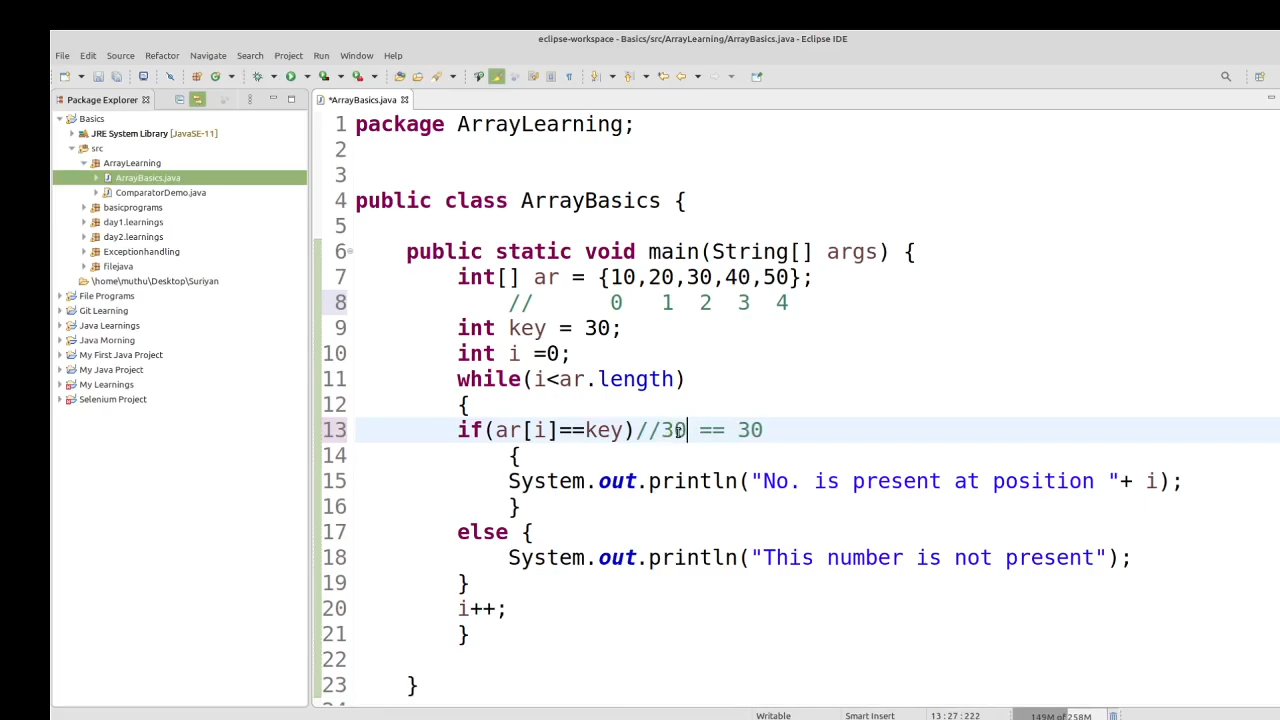 eclipse-workspace - Basics/src/ArrayLearning/ArrayBasics.java - Eclipse IDE
File Edit Source Refactor Navigate Search Project Run Window Help
Package Explorer
*ArrayBasics.java
Basics
JRE System Library [JavaSE-11]
src
ArrayLearning
ArrayBasics.java
ComparatorDemo.java
basicprograms
day1.learnings
day2.learnings
Exceptionhandling
filejava
\home\muthu\Desktop\Suriyan
File Programs
Git Learning
Java Learnings
Java Morning
My First Java Project
My Java Project
My Learnings
Selenium Project
1 package ArrayLearning;
2
3
4 public class ArrayBasics {
5
6     public static void main(String[] args) {
7         int[] ar = {10,20,30,40,50};
8             //      0   1  2  3  4
9         int key = 30;
10         int i =0;
11         while(i<ar.length)
12         {
13         if(ar[i]==key)//30 == 30
14             {
15             System.out.println("No. is present at position "+ i);
16             }
17         else {
18             System.out.println("This number is not present");
19         }
20         i++;
21         }
22
23     }
Writable Smart Insert 13:27:222 149M of 258M